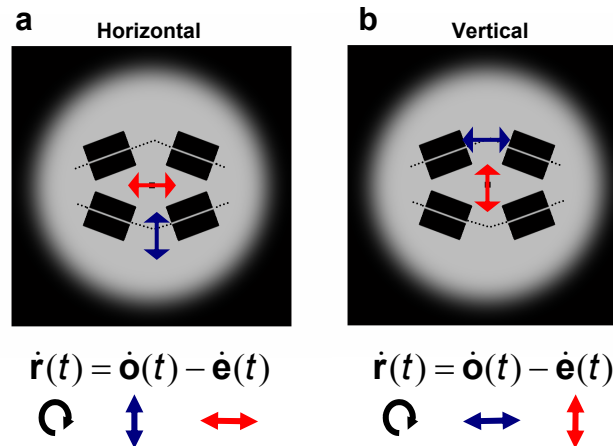 a
Horizontal
ṙ(t) = ȯ(t) − ė(t)
b
Vertical
ṙ(t) = ȯ(t) − ė(t)